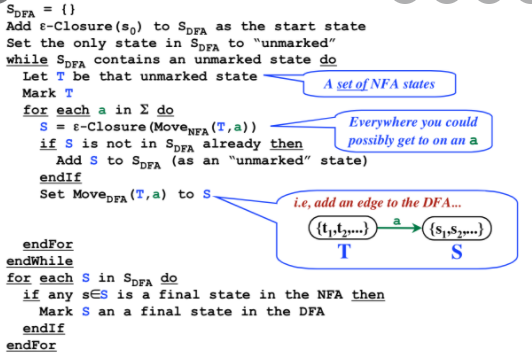 S_DFA = {}
Add ε-Closure(s₀) to S_DFA as the start state
Set the only state in S_DFA to “unmarked”
while S_DFA contains an unmarked state do
Let T be that unmarked state
A set of NFA states
Mark T
for each a in Σ do
S = ε-Closure(Move_NFA(T,a))
Everywhere you could
possibly get to on an a
if S is not in S_DFA already then
Add S to S_DFA (as an “unmarked” state)
endIf
Set Move_DFA(T,a) to S
i.e, add an edge to the DFA...
{t₁,t₂,...} a {s₁,s₂,...}
T S
endFor
endWhile
for each S in S_DFA do
if any s∈S is a final state in the NFA then
Mark S an a final state in the DFA
endIf
endFor